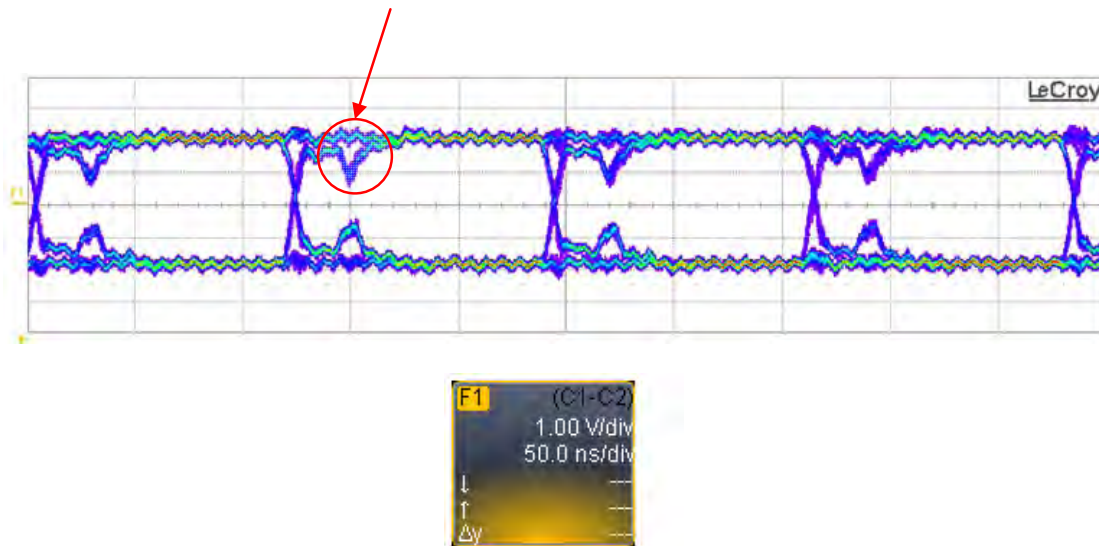 LeCroy
F1
F1 (C1-C2)
1.00 V/div
50.0 ns/div
↓ ---
↑ ---
Δy ---